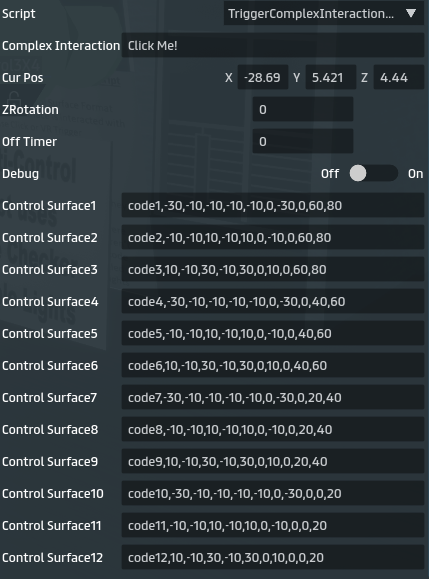 Script TriggerComplexInteraction...
Complex Interaction Click Me!
Cur Pos X -28.69 Y 5.421 Z 4.44
ZRotation 0
Off Timer 0
Debug Off On
Control Surface1 code1,-30,-10,-10,-10,-10,0,-30,0,60,80
Control Surface2 code2,-10,-10,10,-10,10,0,-10,0,60,80
Control Surface3 code3,10,-10,30,-10,30,0,10,0,60,80
Control Surface4 code4,-30,-10,-10,-10,-10,0,-30,0,40,60
Control Surface5 code5,-10,-10,10,-10,10,0,-10,0,40,60
Control Surface6 code6,10,-10,30,-10,30,0,10,0,40,60
Control Surface7 code7,-30,-10,-10,-10,-10,0,-30,0,20,40
Control Surface8 code8,-10,-10,10,-10,10,0,-10,0,20,40
Control Surface9 code9,10,-10,30,-10,30,0,10,0,20,40
Control Surface10 code10,-30,-10,-10,-10,-10,0,-30,0,0,20
Control Surface11 code11,-10,-10,10,-10,10,0,-10,0,0,20
Control Surface12 code12,10,-10,30,-10,30,0,10,0,0,20